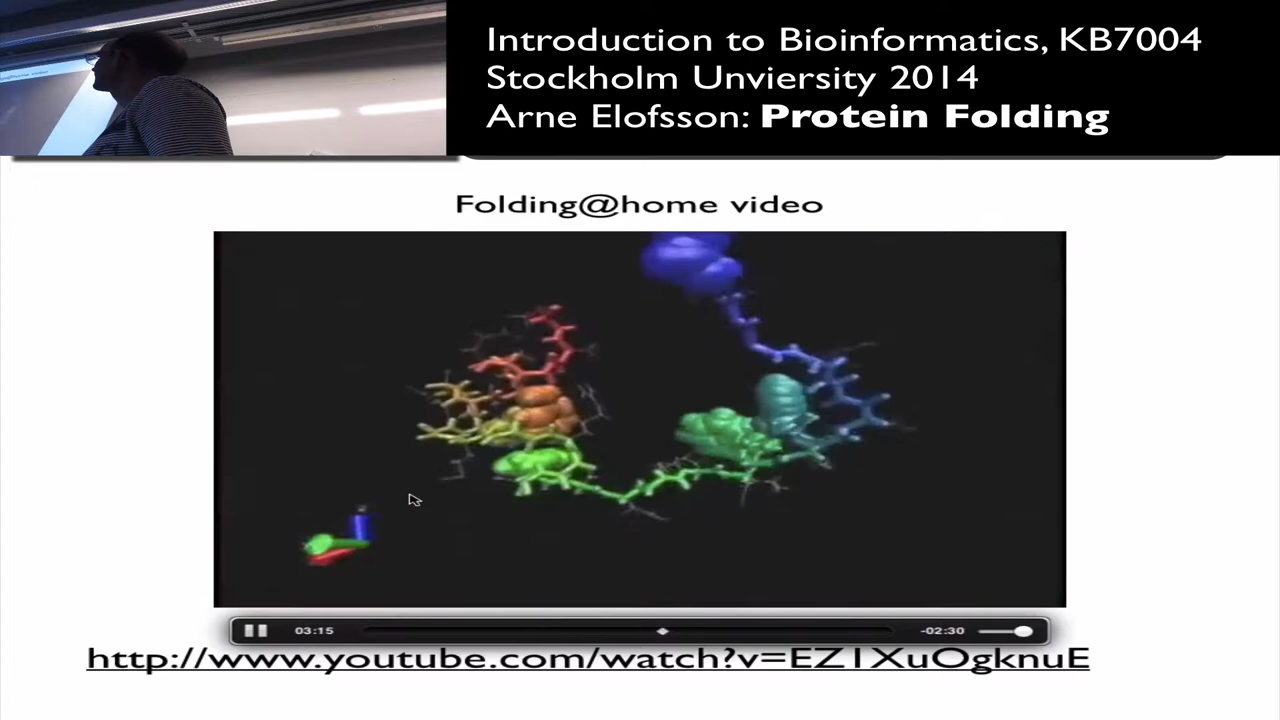 Introduction to Bioinformatics, KB7004
Stockholm Unviersity 2014
Arne Elofsson: Protein Folding
Folding@home video
03:15
-02:30
http://www.youtube.com/watch?v=EZ1XuOgknuE